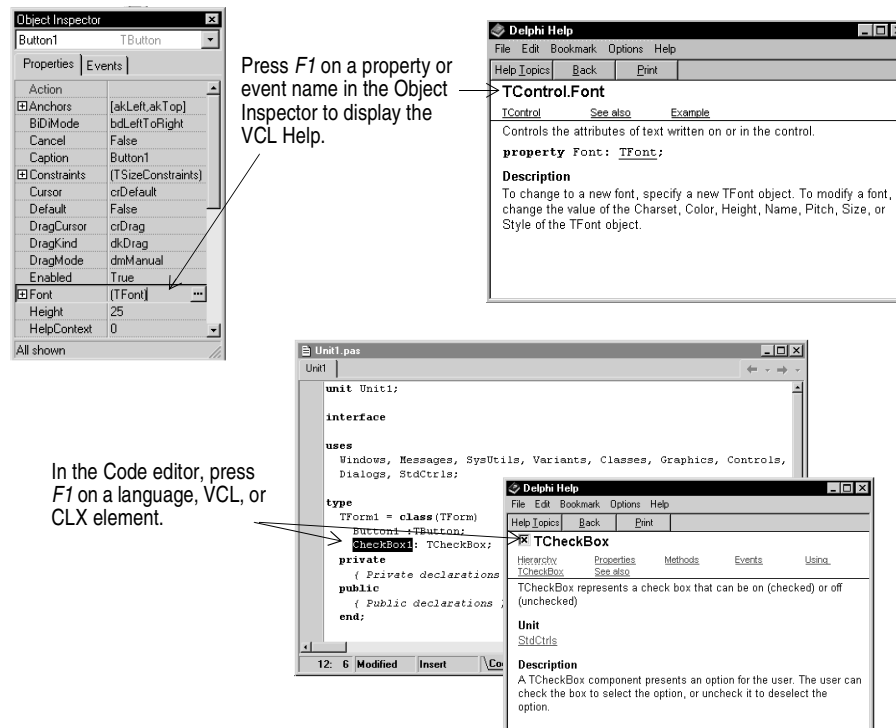 Object Inspector
Button1 TButton
Properties Events
Action
Anchors [akLeft,akTop]
BiDiMode bdLeftToRight
Cancel False
Caption Button1
Constraints (TSizeConstraints)
Cursor crDefault
Default False
DragCursor crDrag
DragKind dkDrag
DragMode dmManual
Enabled True
Font (TFont) ...
Height 25
HelpContext 0
All shown
Press F1 on a property or
event name in the Object
Inspector to display the
VCL Help.
Delphi Help
File Edit Bookmark Options Help
Help Topics Back Print
TControl.Font
TControl See also Example
Controls the attributes of text written on or in the control.
property Font: TFont;
Description
To change to a new font, specify a new TFont object. To modify a font,
change the value of the Charset, Color, Height, Name, Pitch, Size, or
Style of the TFont object.
In the Code editor, press
F1 on a language, VCL, or
CLX element.
Unit1.pas
Unit1
unit Unit1;
interface
uses
Windows, Messages, SysUtils, Variants, Classes, Graphics, Controls,
Dialogs, StdCtrls;
type
TForm1 = class(TForm)
Button1 :TButton;
CheckBox1: TCheckBox;
private
{ Private declarations
public
{ Public declarations }
end;
12: 6 Modified Insert \Co
Delphi Help
File Edit Bookmark Options Help
Help Topics Back Print
TCheckBox
Hierarchy Properties Methods Events Using
TCheckBox See also
TCheckBox represents a check box that can be on (checked) or off
(unchecked)
Unit
StdCtrls
Description
A TCheckBox component presents an option for the user. The user can
check the box to select the option, or uncheck it to deselect the
option.